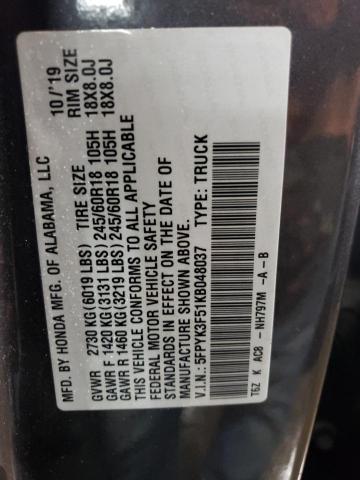 MFD. BY HONDA MFG. OF ALABAMA, LLC 10/'19
TIRE SIZE RIM SIZE
GVWR 2730 KG (6019 LBS)
GAWR F 1420 KG (3131 LBS) 245/60R18 105H 18X8.0J
GAWR R 1460 KG (3219 LBS) 245/60R18 105H 18X8.0J
THIS VEHICLE CONFORMS TO ALL APPLICABLE
FEDERAL MOTOR VEHICLE SAFETY
STANDARDS IN EFFECT ON THE DATE OF
MANUFACTURE SHOWN ABOVE.
V.I.N.: 5FPYK3F51KB048037 TYPE: TRUCK
T6Z K AC8 -NH797M -A-B